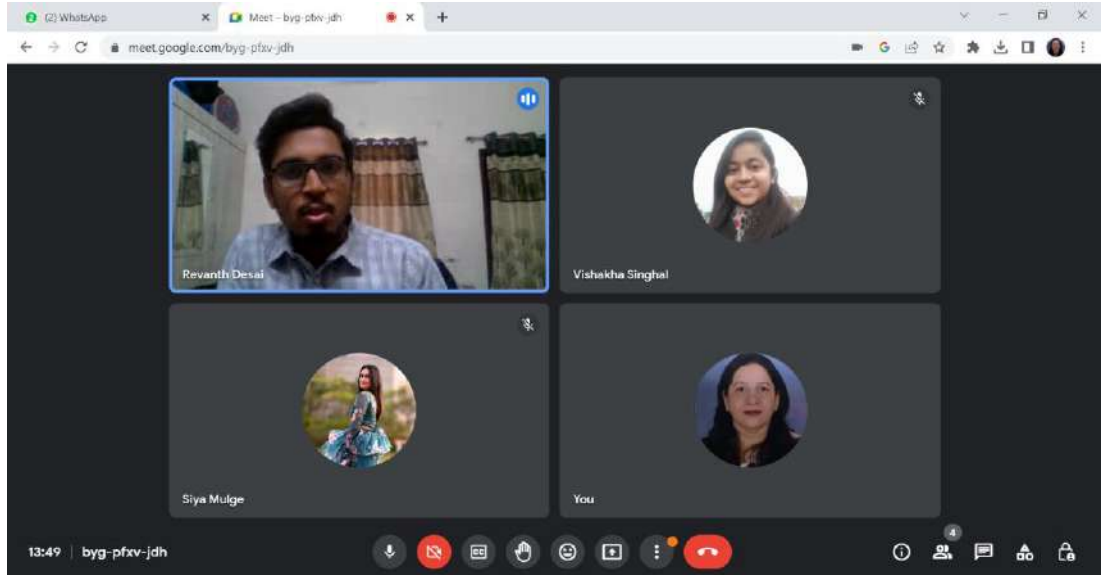 (2) WhatsApp
Meet – byg-pfxv-jdh
meet.google.com/byg-pfxv-jdh
Revanth Desai
Vishakha Singhal
Siya Mulge
You
4
13:49 | byg-pfxv-jdh